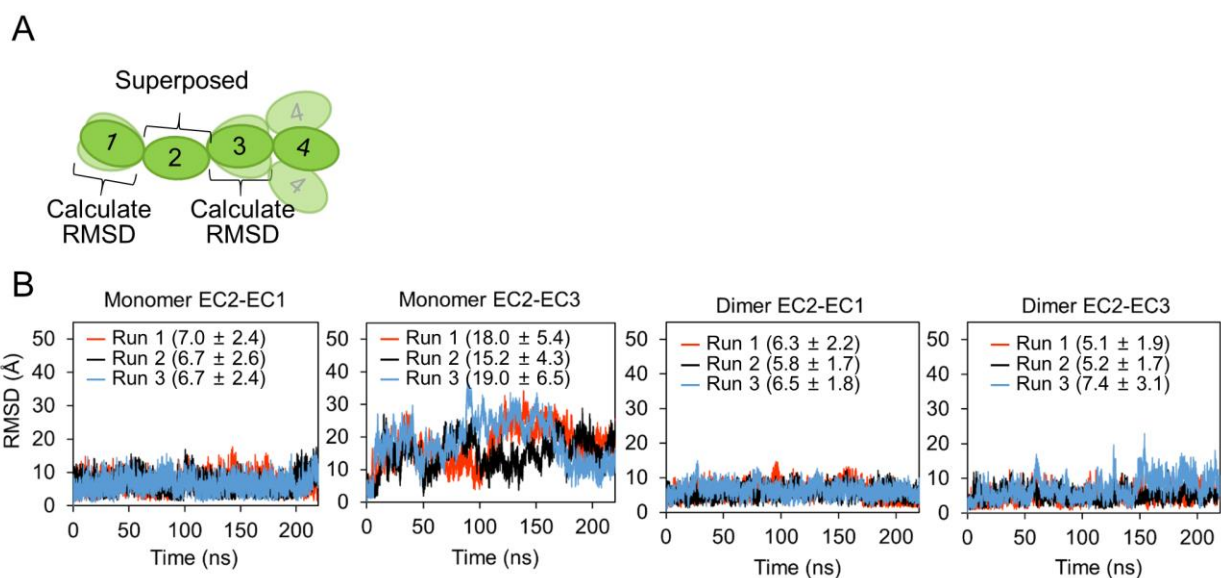 A
Superposed
4
1
2
3
4
4
Calculate
RMSD
Calculate
RMSD
B
Monomer EC2-EC1
RMSD (Å)
50
40
30
20
10
0
Run 1 (7.0 ± 2.4)
Run 2 (6.7 ± 2.6)
Run 3 (6.7 ± 2.4)
0 50 100 150 200
Time (ns)
Monomer EC2-EC3
50
40
30
20
10
0
Run 1 (18.0 ± 5.4)
Run 2 (15.2 ± 4.3)
Run 3 (19.0 ± 6.5)
0 50 100 150 200
Time (ns)
Dimer EC2-EC1
50
40
30
20
10
0
Run 1 (6.3 ± 2.2)
Run 2 (5.8 ± 1.7)
Run 3 (6.5 ± 1.8)
0 50 100 150 200
Time (ns)
Dimer EC2-EC3
50
40
30
20
10
0
Run 1 (5.1 ± 1.9)
Run 2 (5.2 ± 1.7)
Run 3 (7.4 ± 3.1)
0 50 100 150 200
Time (ns)